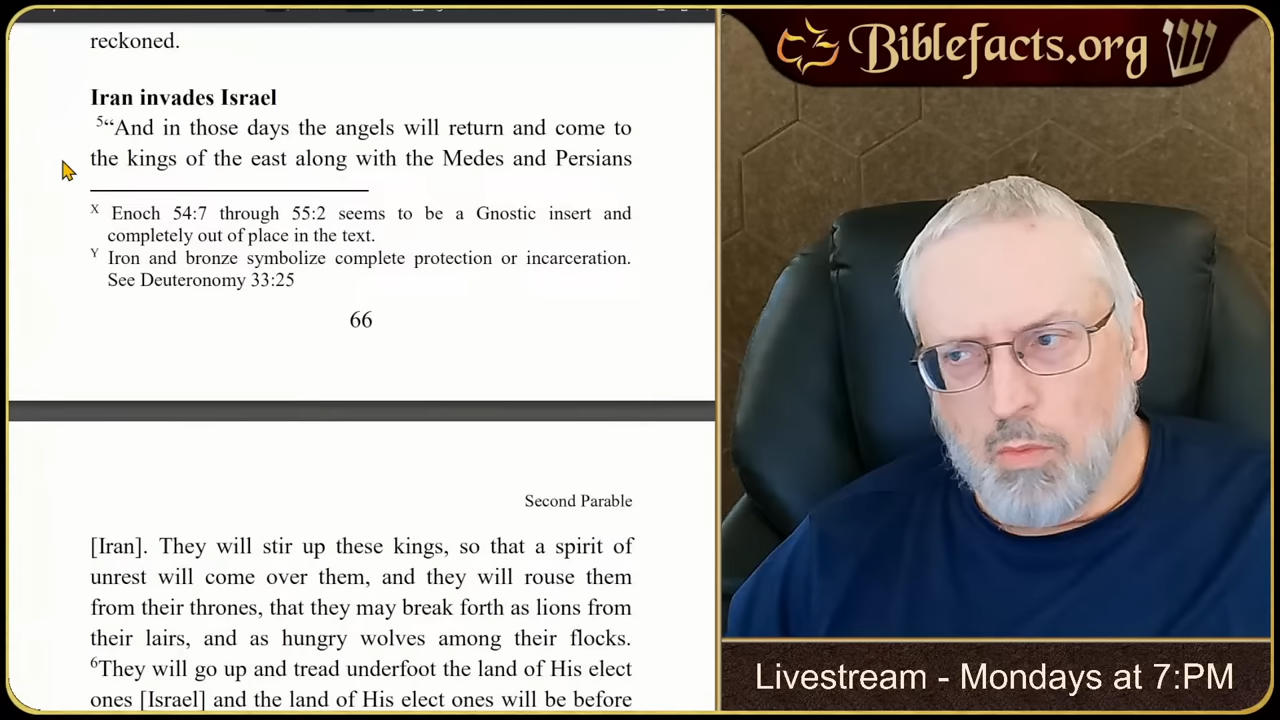 reckoned.
Iran invades Israel
5“And in those days the angels will return and come to
the kings of the east along with the Medes and Persians
X Enoch 54:7 through 55:2 seems to be a Gnostic insert and
completely out of place in the text.
Y Iron and bronze symbolize complete protection or incarceration.
See Deuteronomy 33:25
66
Second Parable
[Iran]. They will stir up these kings, so that a spirit of
unrest will come over them, and they will rouse them
from their thrones, that they may break forth as lions from
their lairs, and as hungry wolves among their flocks.
6They will go up and tread underfoot the land of His elect
ones [Israel] and the land of His elect ones will be before
Biblefacts.org
Livestream - Mondays at 7:PM